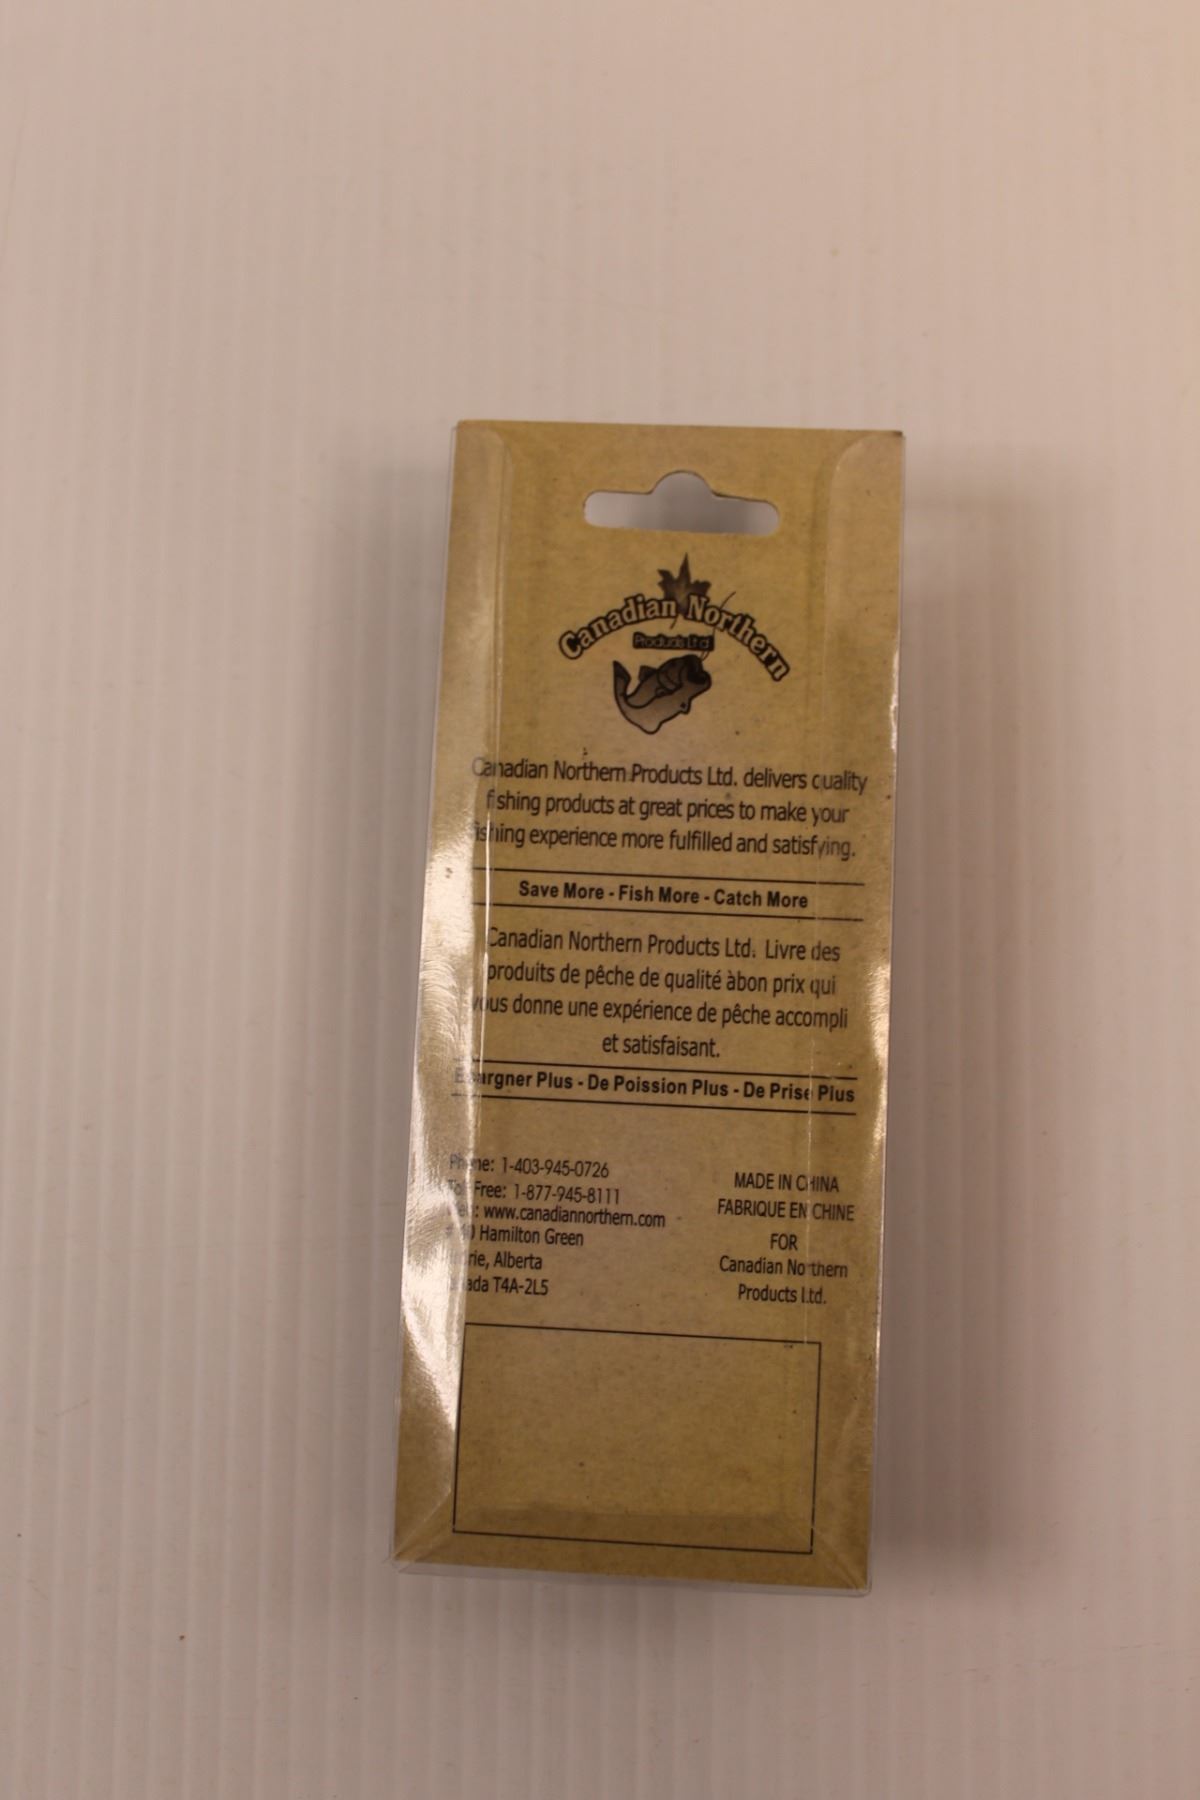 Canadian Northern
Products Ltd
Canadian Northern Products Ltd. delivers quality
fishing products at great prices to make your
fishing experience more fulfilled and satisfying.
Save More - Fish More - Catch More
Canadian Northern Products Ltd. Livre des
produits de pêche de qualité àbon prix qui
vous donne une expérience de pêche accompli
et satisfaisant.
Epargner Plus - De Poission Plus - De Prise Plus
Phone: 1-403-945-0726
Toll Free: 1-877-945-8111
www.canadiannorthern.com
Hamilton Green
Alberta
Canada T4A-2L5
MADE IN CHINA
FABRIQUE EN CHINE
FOR
Canadian Northern
Products Ltd.